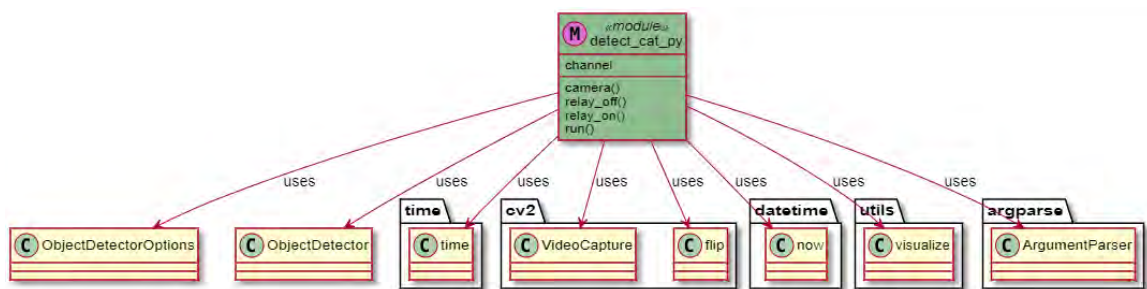 M «module»
detect_cat_py
channel
camera()
relay_off()
relay_on()
run()
uses uses uses uses uses uses uses uses
time cv2 datetime utils argparse
C ObjectDetectorOptions C ObjectDetector C time C VideoCapture C flip C now C visualize C ArgumentParser